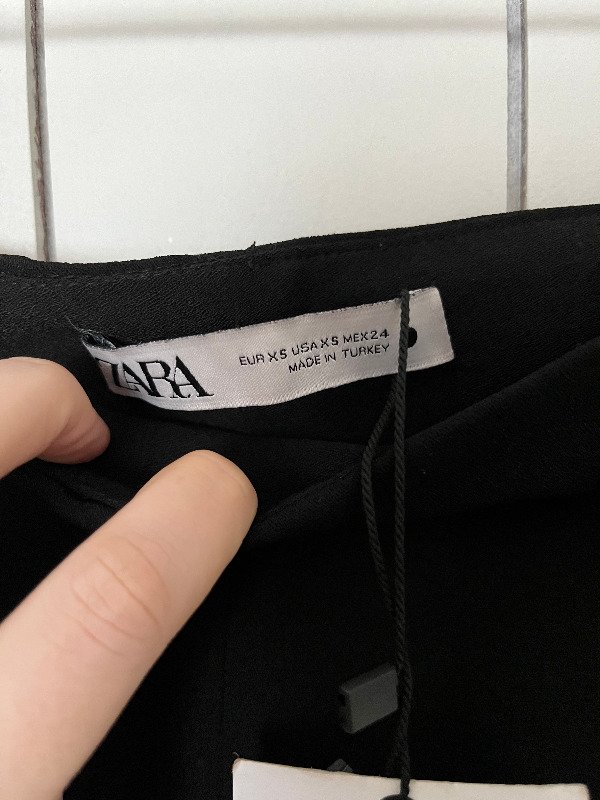 ZARA
EUR XS USA XS MEX 24
MADE IN TURKEY